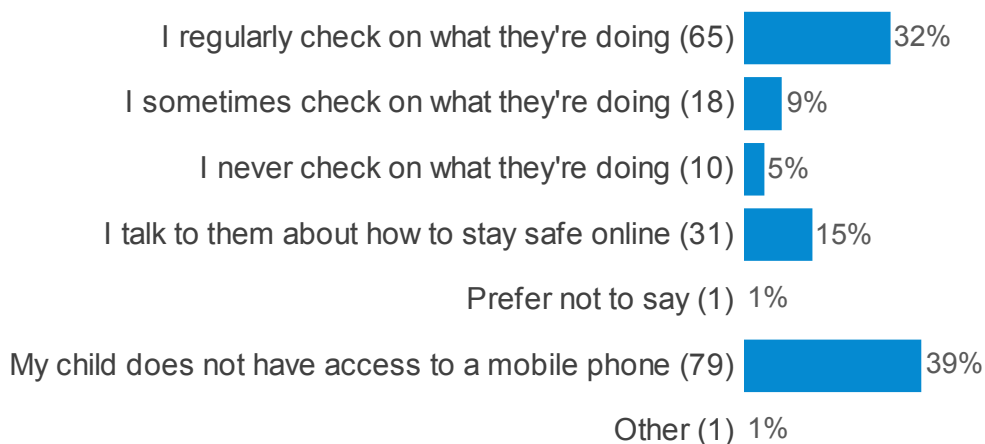 I regularly check on what they're doing (65) 32%
I sometimes check on what they're doing (18) 9%
I never check on what they're doing (10) 5%
I talk to them about how to stay safe online (31) 15%
Prefer not to say (1) 1%
My child does not have access to a mobile phone (79) 39%
Other (1) 1%